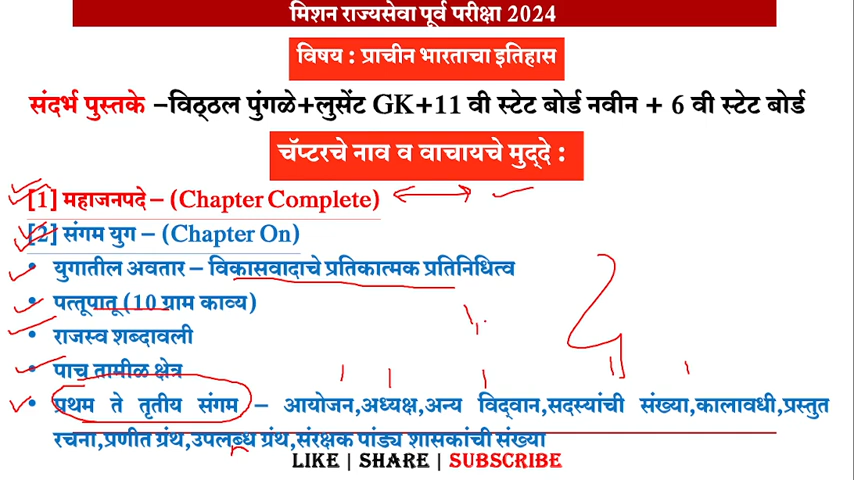 मिशन राज्यसेवा पूर्व परीक्षा 2024
विषय : प्राचीन भारताचा इतिहास
संदर्भ पुस्तके –विठ्ठल पुंगळे+लुसेंट GK+11 वी स्टेट बोर्ड नवीन + 6 वी स्टेट बोर्ड
चॅप्टरचे नाव व वाचायचे मुद्दे :
[1] महाजनपदे – (Chapter Complete)
[2] संगम युग – (Chapter On)
• युगातील अवतार – विकासवादाचे प्रतिकात्मक प्रतिनिधित्व
• पत्तूपातू (10 ग्राम काव्य)
• राजस्व शब्दावली
• पाच तामीळ क्षेत्र
• प्रथम ते तृतीय संगम – आयोजन,अध्यक्ष,अन्य विद्वान,सदस्यांची संख्या,कालावधी,प्रस्तुत
रचना,प्रणीत ग्रंथ,उपलब्ध ग्रंथ,संरक्षक पांड्य शासकांची संख्या
LIKE | SHARE | SUBSCRIBE